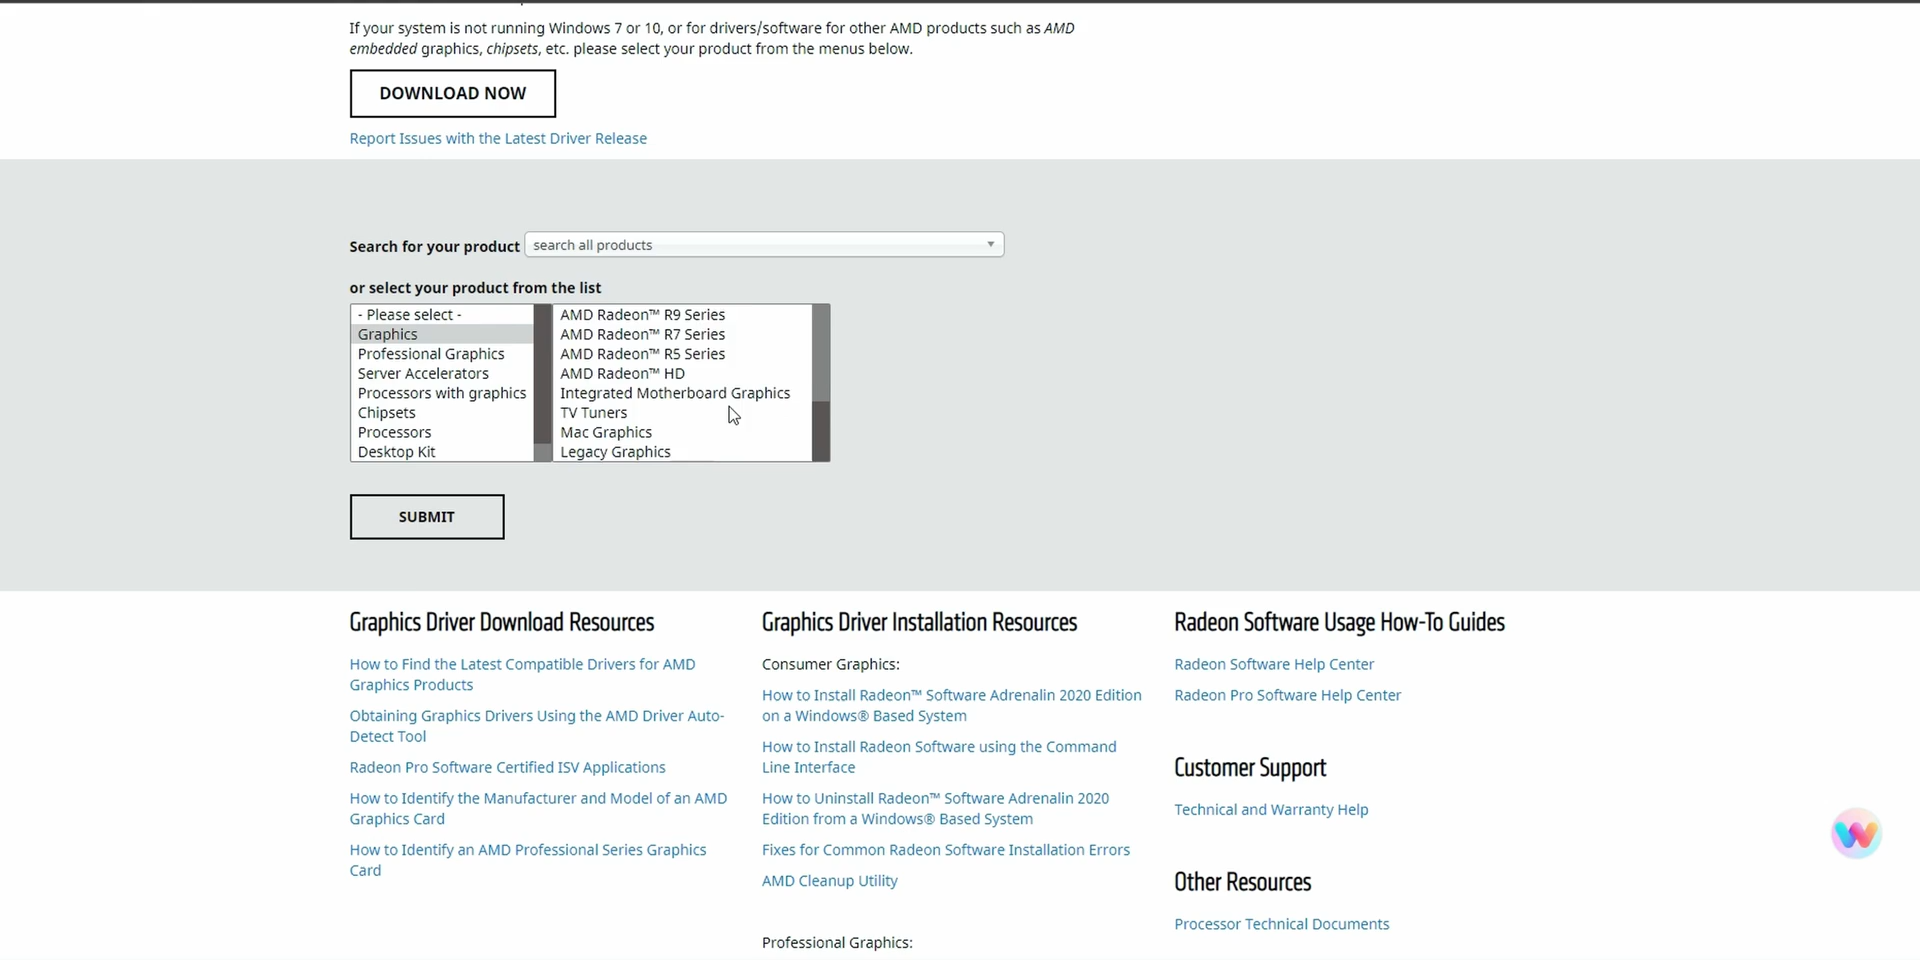 If your system is not running Windows 7 or 10, or for drivers/software for other AMD products such as AMD
embedded graphics, chipsets, etc. please select your product from the menus below.
DOWNLOAD NOW
Report Issues with the Latest Driver Release
Search for your product
search all products
or select your product from the list
- Please select -
Graphics
Professional Graphics
Server Accelerators
Processors with graphics
Chipsets
Processors
Desktop Kit
AMD Radeon™ R9 Series
AMD Radeon™ R7 Series
AMD Radeon™ R5 Series
AMD Radeon™ HD
Integrated Motherboard Graphics
TV Tuners
Mac Graphics
Legacy Graphics
SUBMIT
Graphics Driver Download Resources
How to Find the Latest Compatible Drivers for AMD
Graphics Products
Obtaining Graphics Drivers Using the AMD Driver Auto-
Detect Tool
Radeon Pro Software Certified ISV Applications
How to Identify the Manufacturer and Model of an AMD
Graphics Card
How to Identify an AMD Professional Series Graphics
Card
Graphics Driver Installation Resources
Consumer Graphics:
How to Install Radeon™ Software Adrenalin 2020 Edition
on a Windows® Based System
How to Install Radeon Software using the Command
Line Interface
How to Uninstall Radeon™ Software Adrenalin 2020
Edition from a Windows® Based System
Fixes for Common Radeon Software Installation Errors
AMD Cleanup Utility
Professional Graphics:
Radeon Software Usage How-To Guides
Radeon Software Help Center
Radeon Pro Software Help Center
Customer Support
Technical and Warranty Help
Other Resources
Processor Technical Documents